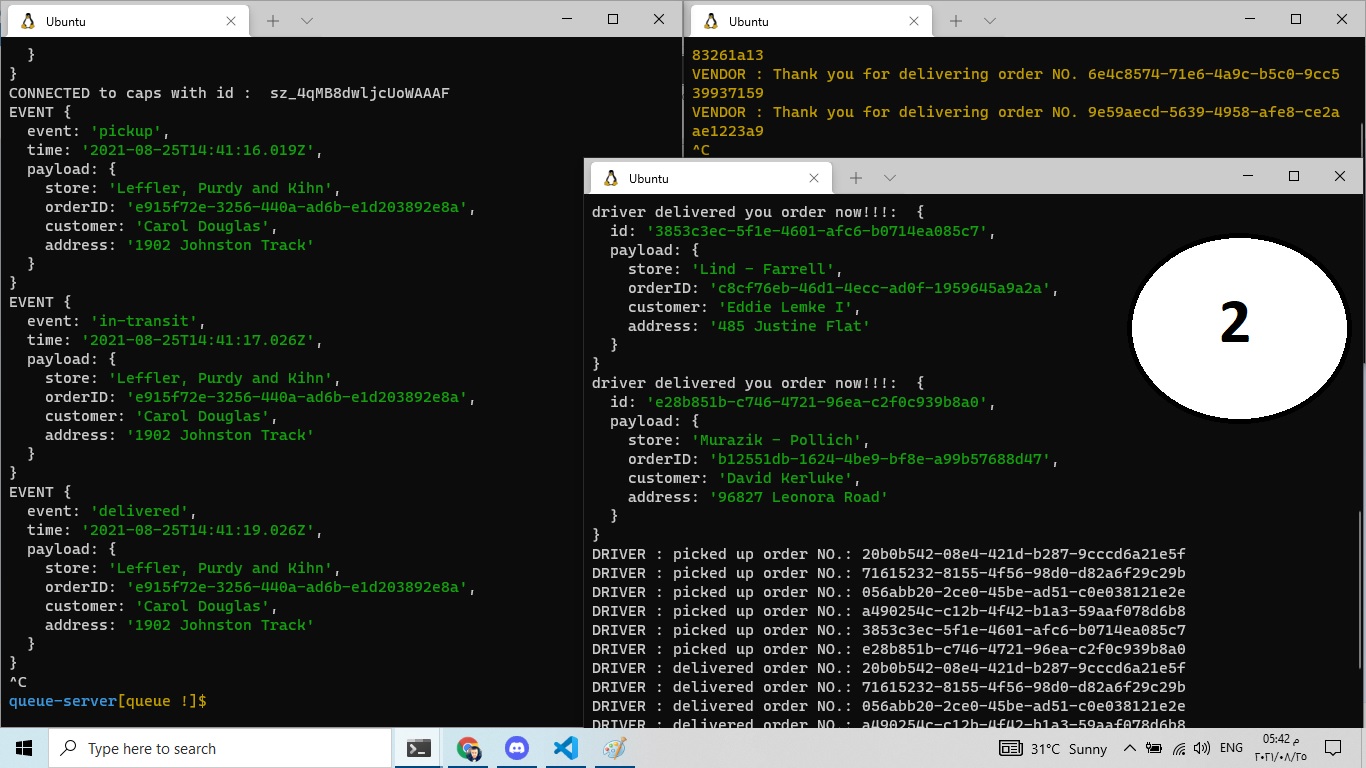 Ubuntu
}
}
CONNECTED to caps with id :  sz_4qMB8dwljcUoWAAAF
EVENT {
event: 'pickup',
time: '2021-08-25T14:41:16.019Z',
payload: {
store: 'Leffler, Purdy and Kihn',
orderID: 'e915f72e-3256-440a-ad6b-e1d203892e8a',
customer: 'Carol Douglas',
address: '1902 Johnston Track'
}
}
EVENT {
event: 'in-transit',
time: '2021-08-25T14:41:17.026Z',
payload: {
store: 'Leffler, Purdy and Kihn',
orderID: 'e915f72e-3256-440a-ad6b-e1d203892e8a',
customer: 'Carol Douglas',
address: '1902 Johnston Track'
}
}
EVENT {
event: 'delivered',
time: '2021-08-25T14:41:19.026Z',
payload: {
store: 'Leffler, Purdy and Kihn',
orderID: 'e915f72e-3256-440a-ad6b-e1d203892e8a',
customer: 'Carol Douglas',
address: '1902 Johnston Track'
}
}
^C
queue-server[queue !]$
Ubuntu
83261a13
VENDOR : Thank you for delivering order NO. 6e4c8574-71e6-4a9c-b5c0-9cc5
39937159
VENDOR : Thank you for delivering order NO. 9e59aecd-5639-4958-afe8-ce2a
ae1223a9
^C
Ubuntu
driver delivered you order now!!!:  {
id: '3853c3ec-5f1e-4601-afc6-b0714ea085c7',
payload: {
store: 'Lind - Farrell',
orderID: 'c8cf76eb-46d1-4ecc-ad0f-1959645a9a2a',
customer: 'Eddie Lemke I',
address: '485 Justine Flat'
}
}
driver delivered you order now!!!:  {
id: 'e28b851b-c746-4721-96ea-c2f0c939b8a0',
payload: {
store: 'Murazik - Pollich',
orderID: 'b12551db-1624-4be9-bf8e-a99b57688d47',
customer: 'David Kerluke',
address: '96827 Leonora Road'
}
}
DRIVER : picked up order NO.: 20b0b542-08e4-421d-b287-9cccd6a21e5f
DRIVER : picked up order NO.: 71615232-8155-4f56-98d0-d82a6f29c29b
DRIVER : picked up order NO.: 056abb20-2ce0-45be-ad51-c0e038121e2e
DRIVER : picked up order NO.: a490254c-c12b-4f42-b1a3-59aaf078d6b8
DRIVER : picked up order NO.: 3853c3ec-5f1e-4601-afc6-b0714ea085c7
DRIVER : picked up order NO.: e28b851b-c746-4721-96ea-c2f0c939b8a0
DRIVER : delivered order NO.: 20b0b542-08e4-421d-b287-9cccd6a21e5f
DRIVER : delivered order NO.: 71615232-8155-4f56-98d0-d82a6f29c29b
DRIVER : delivered order NO.: 056abb20-2ce0-45be-ad51-c0e038121e2e
DRIVER : delivered order NO.: a490254c-c12b-4f42-b1a3-59aaf078d6b8
2
Type here to search
31°C Sunny
ENG
05:42 م
٢٠٢١/٠٨/٢٥